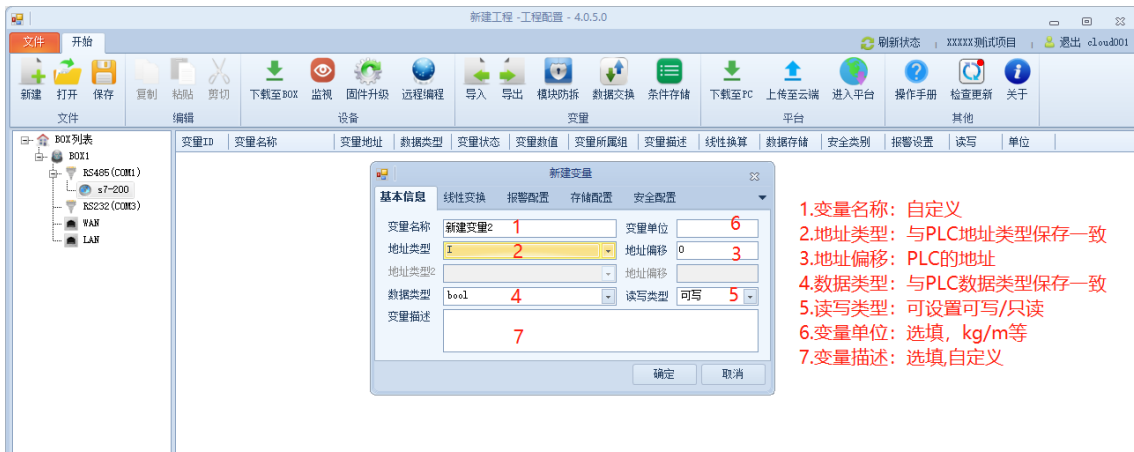 新建工程 -工程配置 - 4.0.5.0
文件 开始 刷新状态 XXXXX测试项目 退出 cloud001
新建 打开 保存 复制 粘贴 剪切 下载至BOX 监视 固件升级 远程编程 导入 导出 模块防拆 数据交换 条件存储 下载至PC 上传至云端 进入平台 操作手册 检查更新 关于
文件 编辑 设备 变量 平台 其他
BOX列表
BOX1
RS485(COM1)
s7-200
RS232(COM3)
WAN
LAN
变量ID 变量名称 变量地址 数据类型 变量状态 变量数值 变量所属组 变量描述 线性换算 数据存储 安全类别 报警设置 读写 单位
新建变量
基本信息 线性变换 报警配置 存储配置 安全配置
变量名称 新建变量2 1 变量单位 6
地址类型 I 2 地址偏移 0 3
地址类型2 地址偏移
数据类型 bool 4 读写类型 可写 5
变量描述
7
确定 取消
1.变量名称：自定义
2.地址类型：与PLC地址类型保存一致
3.地址偏移：PLC的地址
4.数据类型：与PLC数据类型保存一致
5.读写类型：可设置可写/只读
6.变量单位：选填，kg/m等
7.变量描述：选填,自定义